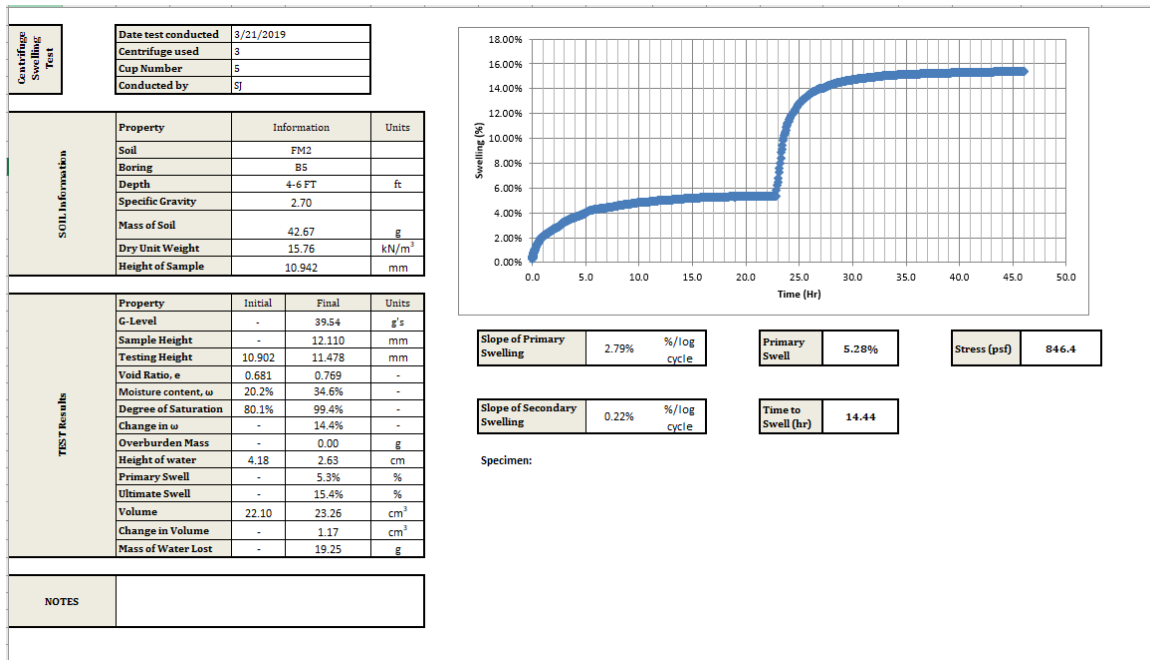 Centrifuge
Swelling
Test
Date test conducted 3/21/2019
Centrifuge used 3
Cup Number 5
Conducted by SJ
SOIL Information
Property Information Units
Soil FM2
Boring B5
Depth 4-6 FT ft
Specific Gravity 2.70
Mass of Soil 42.67 g
Dry Unit Weight 15.76 kN/m³
Height of Sample 10.942 mm
TEST Results
Property Initial Final Units
G-Level - 39.54 g's
Sample Height - 12.110 mm
Testing Height 10.902 11.478 mm
Void Ratio, e 0.681 0.769 -
Moisture content, ω 20.2% 34.6% -
Degree of Saturation 80.1% 99.4% -
Change in ω - 14.4% -
Overburden Mass - 0.00 g
Height of water 4.18 2.63 cm
Primary Swell - 5.3% %
Ultimate Swell - 15.4% %
Volume 22.10 23.26 cm³
Change in Volume - 1.17 cm³
Mass of Water Lost - 19.25 g
NOTES
Swelling (%)
18.00%
16.00%
14.00%
12.00%
10.00%
8.00%
6.00%
4.00%
2.00%
0.00%
0.0 5.0 10.0 15.0 20.0 25.0 30.0 35.0 40.0 45.0 50.0
Time (Hr)
Slope of Primary
Swelling 2.79% %/log
cycle
Primary
Swell 5.28%
Stress (psf) 846.4
Slope of Secondary
Swelling 0.22% %/log
cycle
Time to
Swell (hr) 14.44
Specimen: